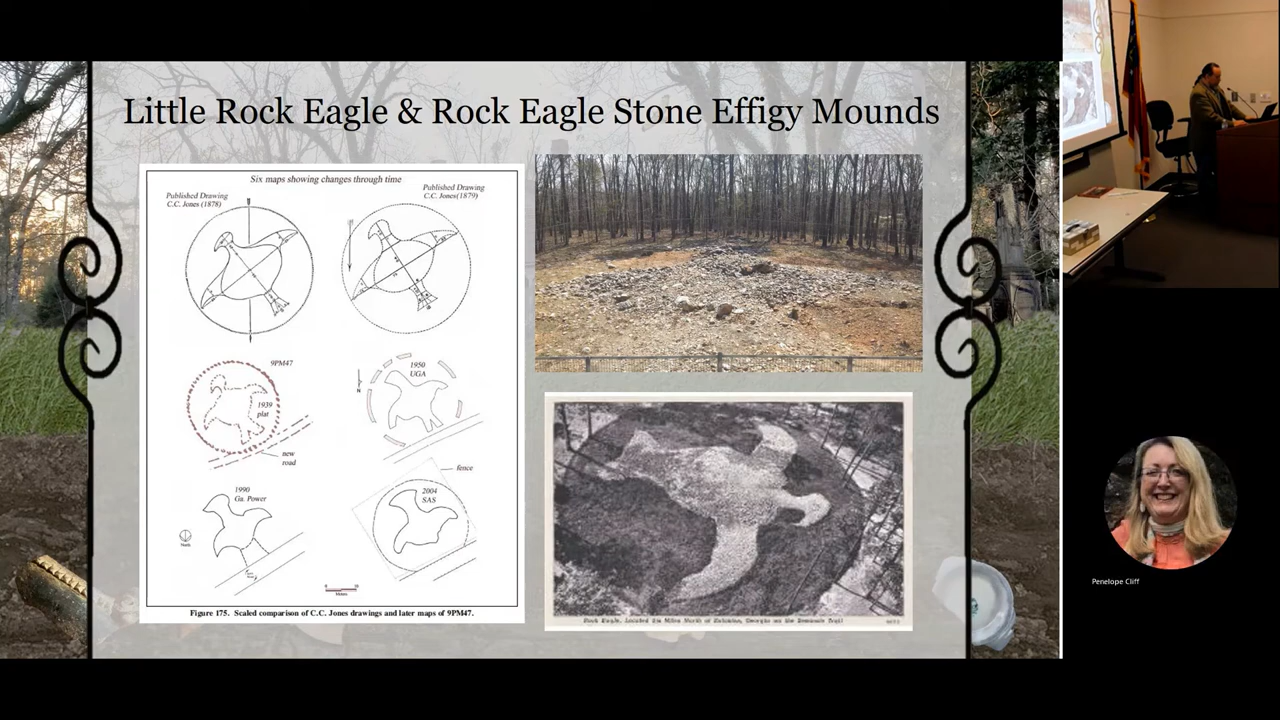 Little Rock Eagle & Rock Eagle Stone Effigy Mounds
Six maps showing changes through time
Published Drawing
C.C. Jones (1878)
Published Drawing
C.C. Jones(1879)
9PM47
1939
plat
new
road
1950
UGA
1990
Ga. Power
fence
2004
SAS
Meters
Figure 175. Scaled comparison of C.C. Jones drawings and later maps of 9PM47.
Rock Eagle, Located Six Miles North of Eatonton, Georgia on the
Penelope Cliff